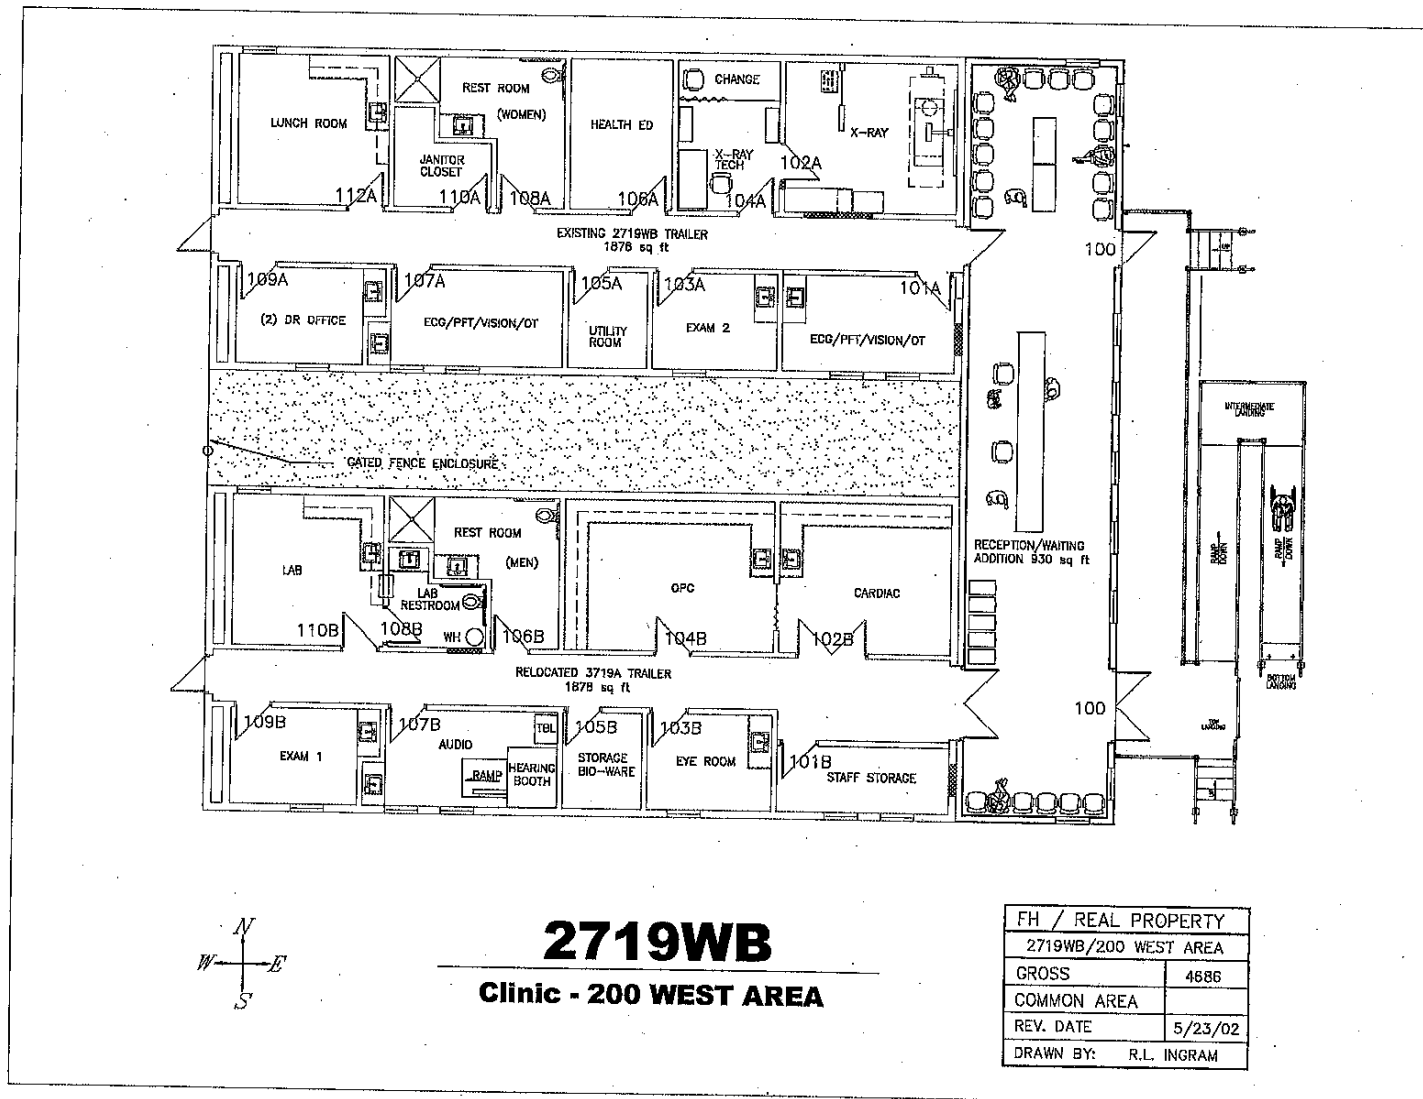 LUNCH ROOM
REST ROOM
(WOMEN)
JANITOR
CLOSET
HEALTH ED
CHANGE
X-RAY
TECH
X-RAY
112A
110A
108A
106A
104A
102A
EXISTING 2719WB TRAILER
1878 sq ft
100
UP
109A
107A
105A
103A
101A
(2) DR OFFICE
ECG/PFT/VISION/OT
UTILITY
ROOM
EXAM 2
ECG/PFT/VISION/OT
GATED FENCE ENCLOSURE
INTERMEDIATE
LANDING
RAMP
DOWN
RAMP
DOWN
BOTTOM
LANDING
RECEPTION/WAITING
ADDITION 930 sq ft
LAB
REST ROOM
(MEN)
LAB
RESTROOM
WH
OPC
CARDIAC
110B
108B
106B
104B
102B
RELOCATED 3719A TRAILER
1878 sq ft
100
LANDING
109B
107B
105B
103B
101B
EXAM 1
AUDIO
TBL
RAMP
HEARING
BOOTH
STORAGE
BIO-WARE
EYE ROOM
STAFF STORAGE
N
W
E
S
2719WB
Clinic - 200 WEST AREA
FH / REAL PROPERTY
2719WB/200 WEST AREA
GROSS 4686
COMMON AREA
REV. DATE 5/23/02
DRAWN BY: R.L. INGRAM